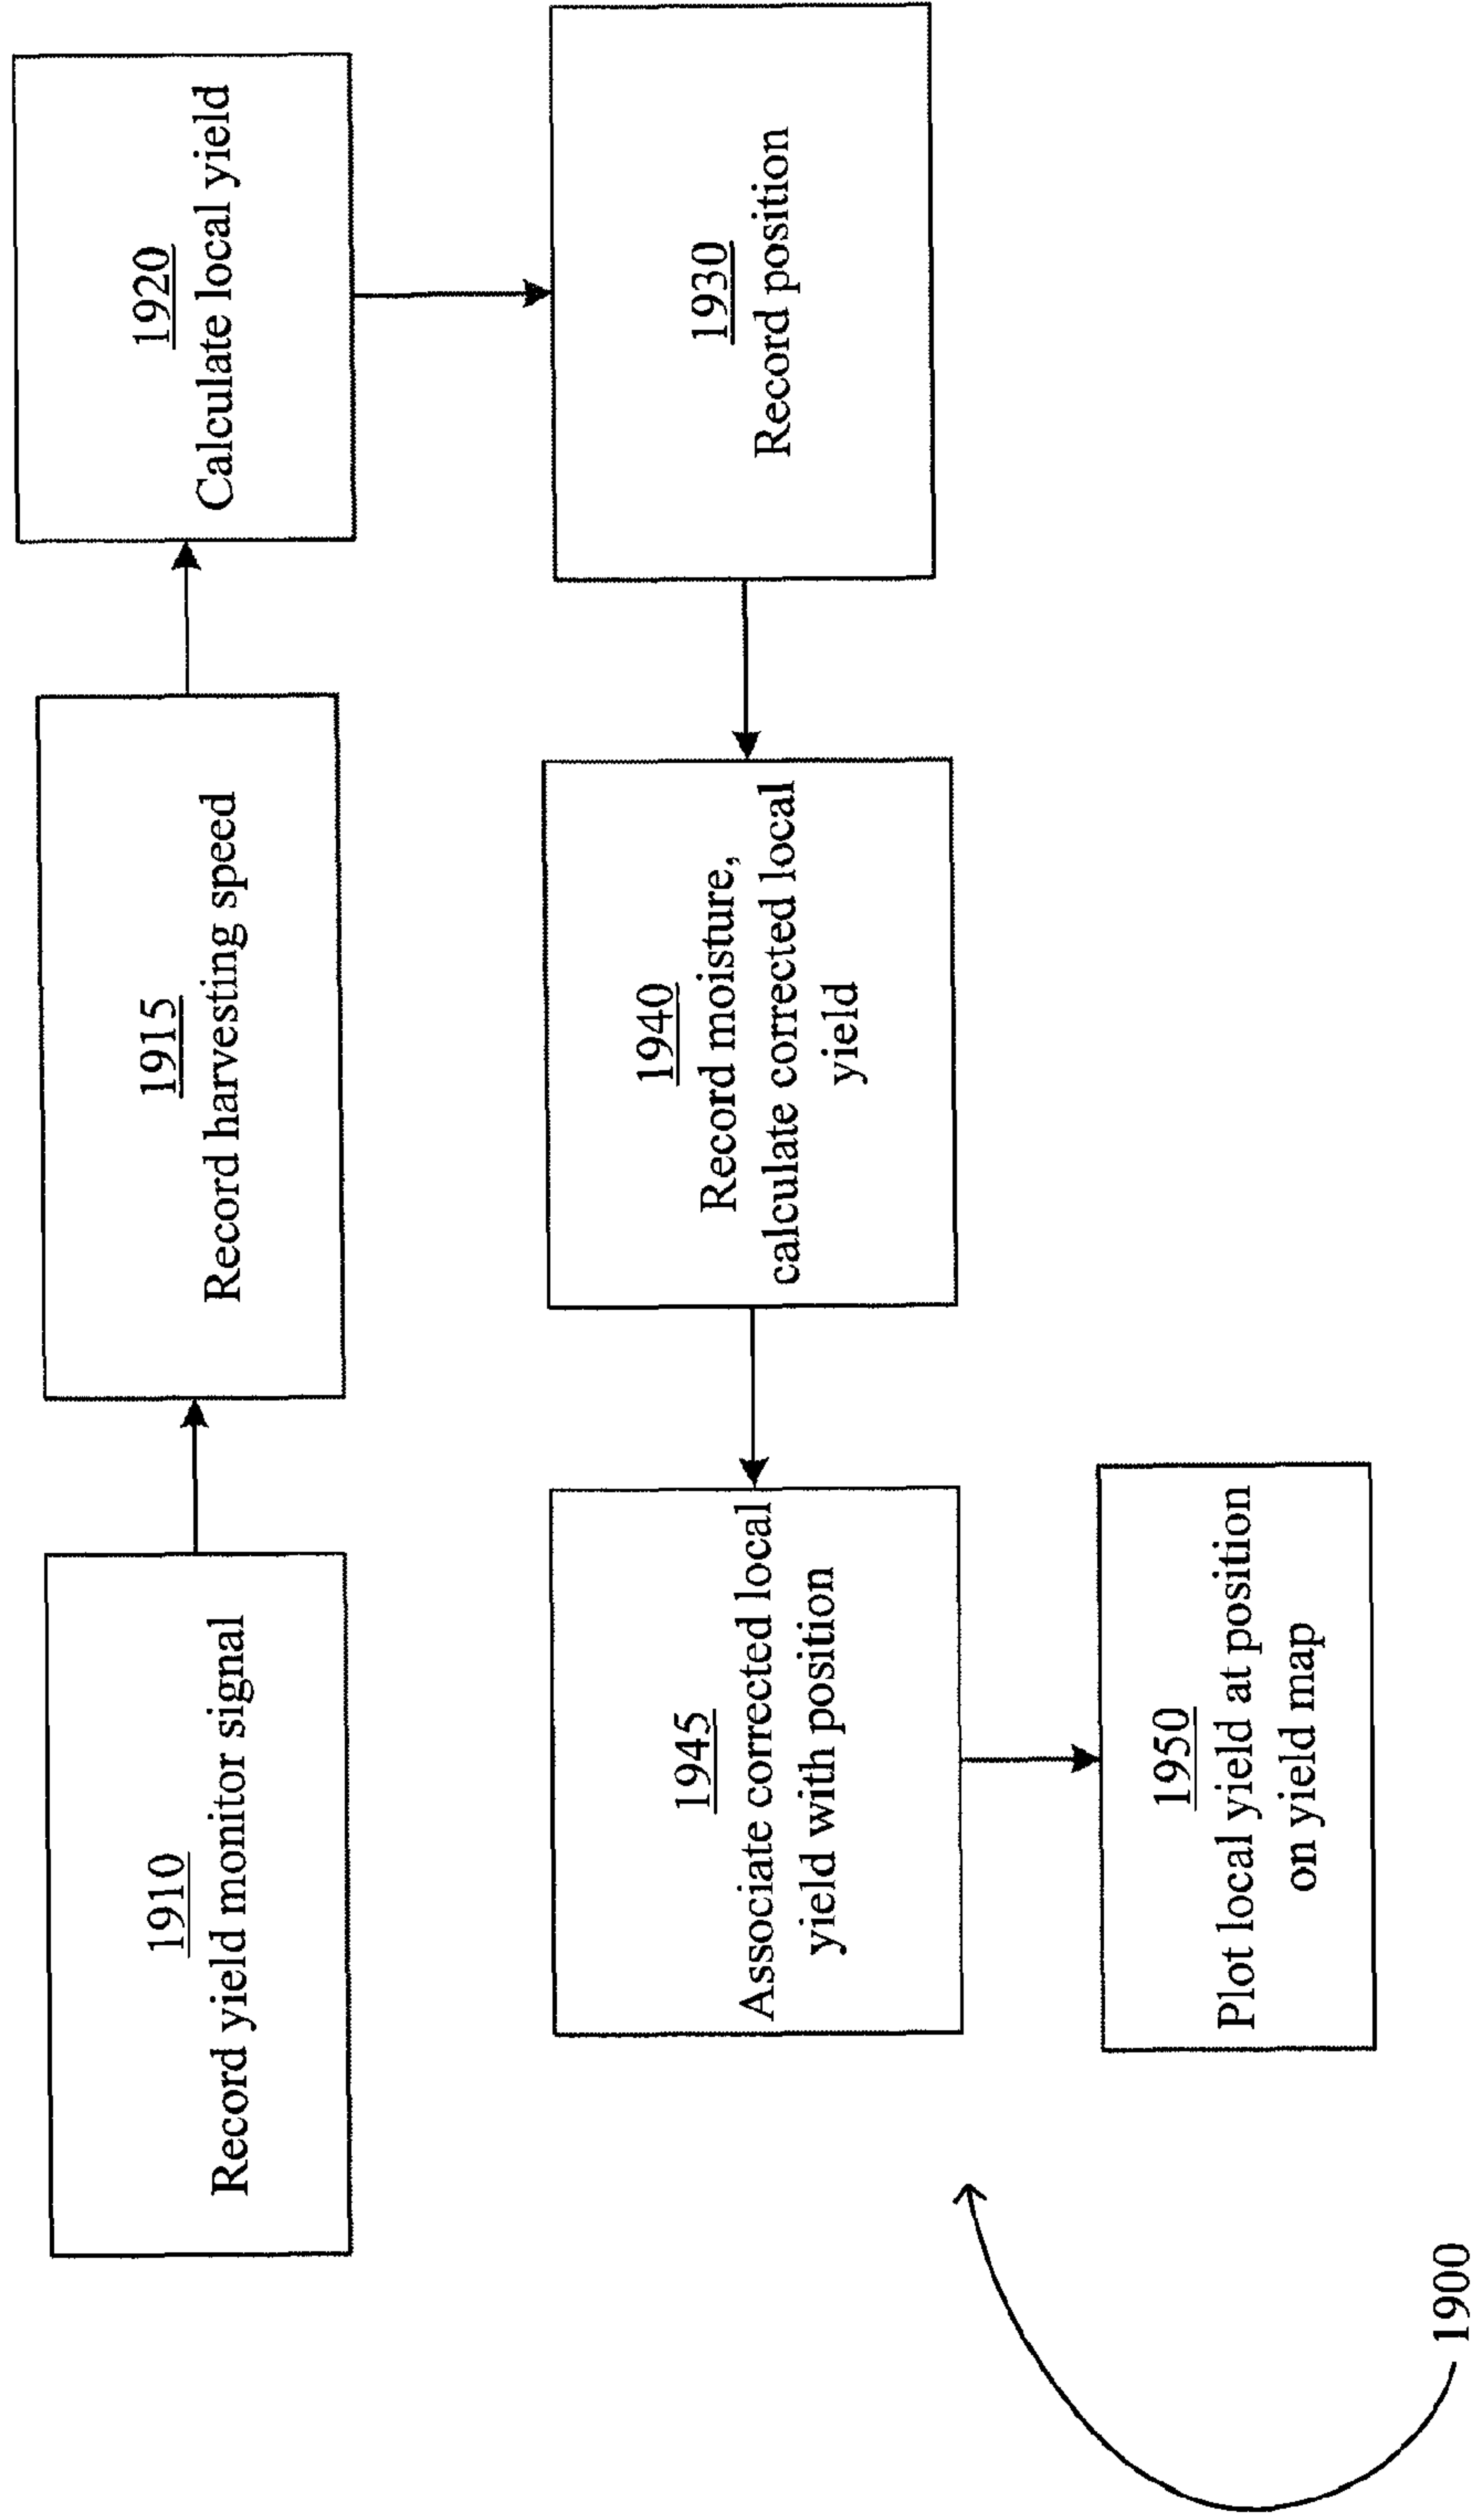 1910
Record yield monitor signal
1915
Record harvesting speed
1920
Calculate local yield
1930
Record position
1940
Record moisture,
calculate corrected local
yield
1945
Associate corrected local
yield with position
1950
Plot local yield at position
on yield map
1900